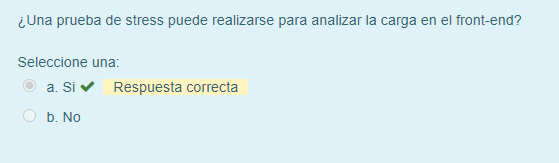 ¿Una prueba de stress puede realizarse para analizar la carga en el front-end?
Seleccione una:
a. Si Respuesta correcta
b. No